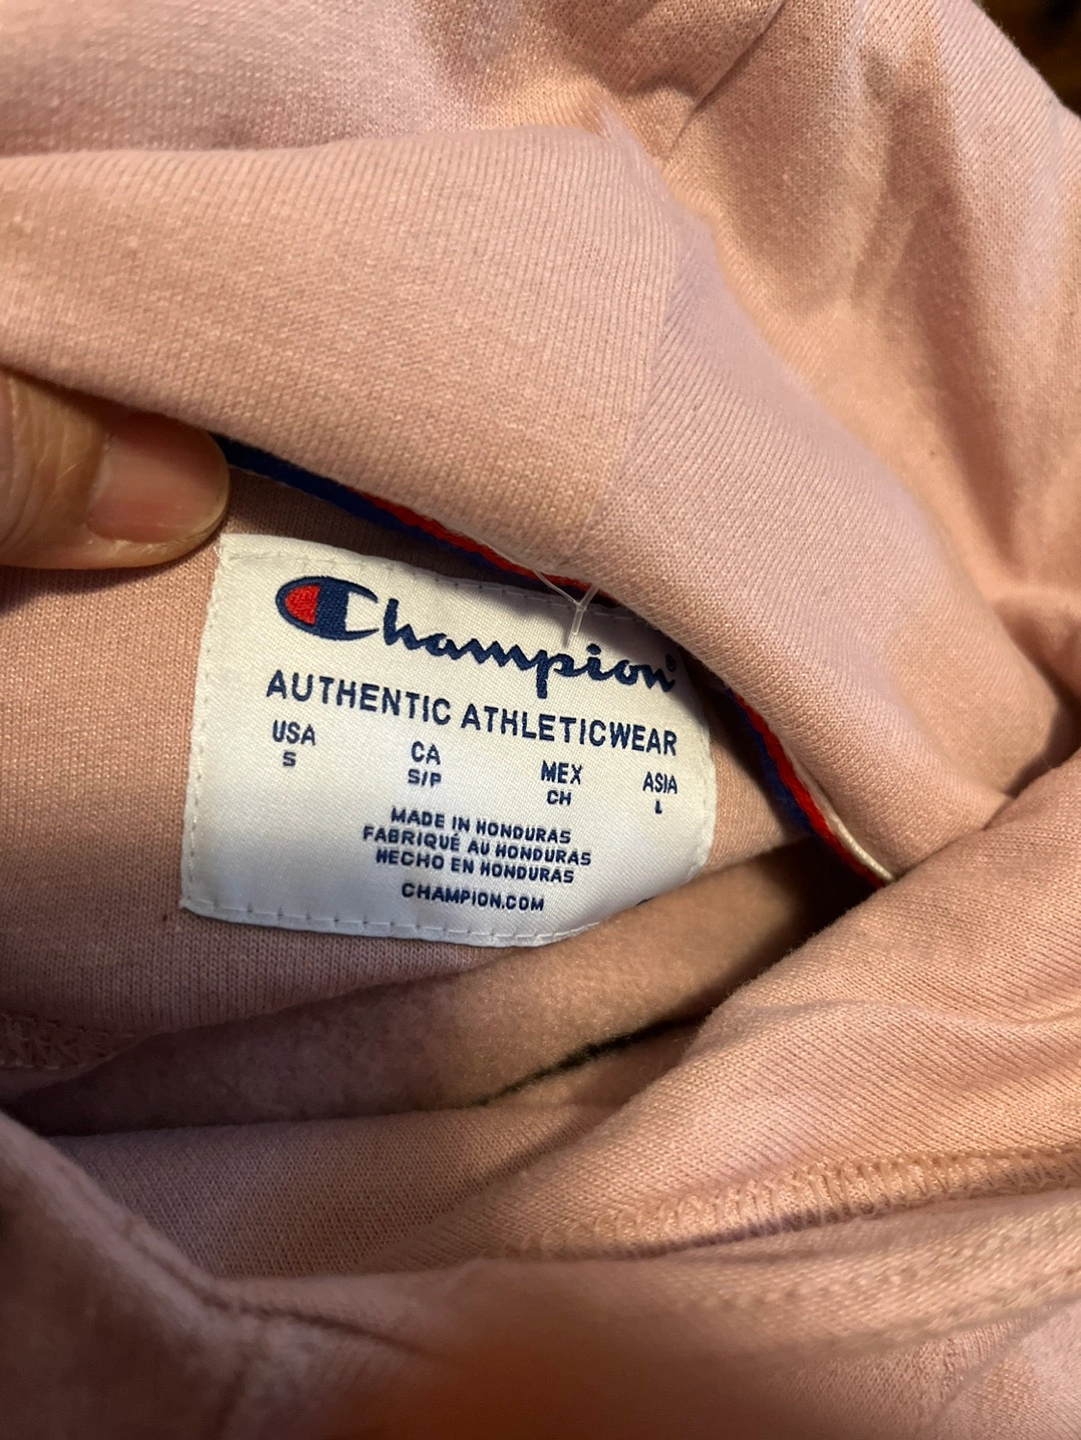 Champion
AUTHENTIC ATHLETICWEAR
USA CA MEX ASIA
S S/P CH L
MADE IN HONDURAS
FABRIQUÉ AU HONDURAS
HECHO EN HONDURAS
CHAMPION.COM